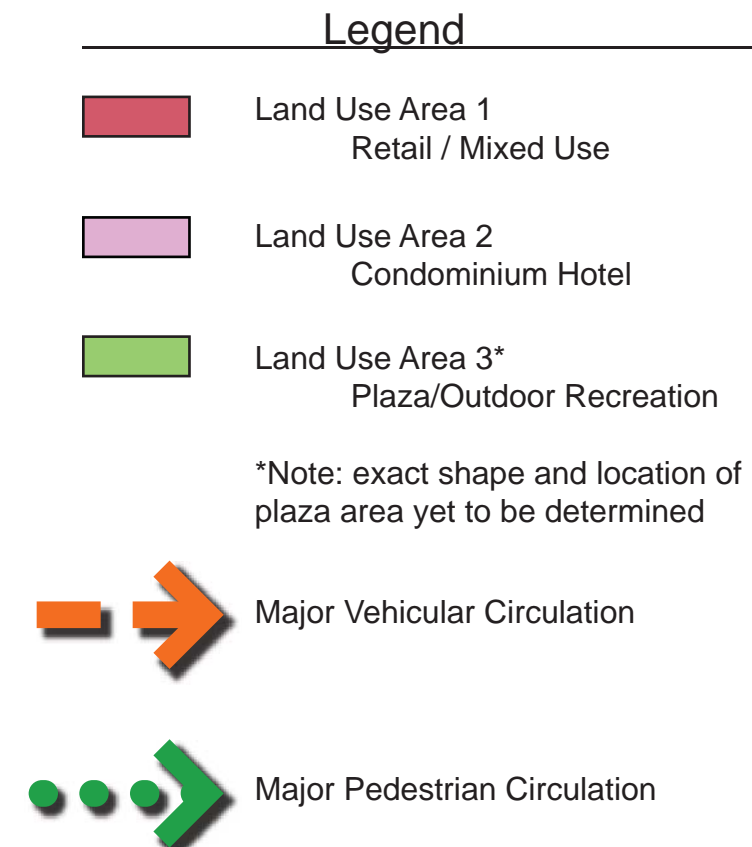 Legend
Land Use Area 1
Retail / Mixed Use
Land Use Area 2
Condominium Hotel
Land Use Area 3*
Plaza/Outdoor Recreation
*Note: exact shape and location of
plaza area yet to be determined
Major Vehicular Circulation
Major Pedestrian Circulation